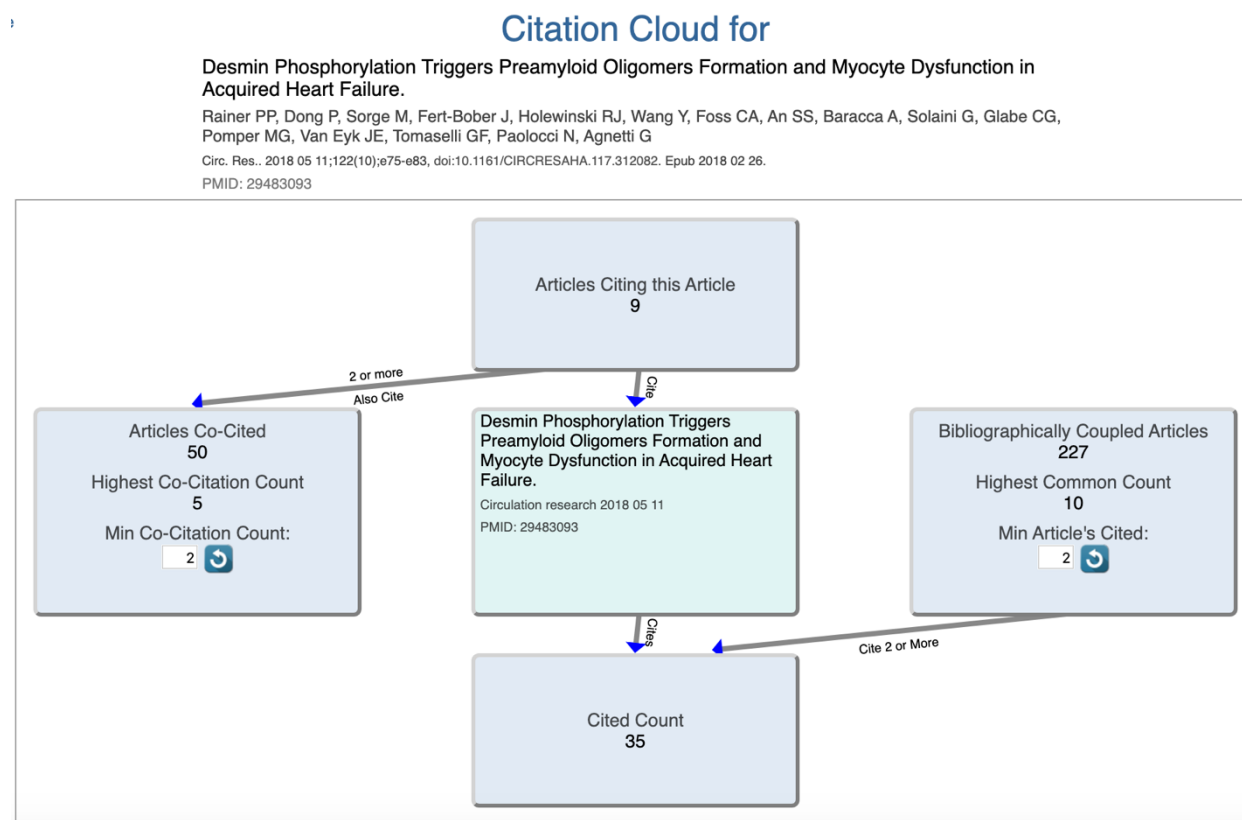 Citation Cloud for
Desmin Phosphorylation Triggers Preamyloid Oligomers Formation and Myocyte Dysfunction in
Acquired Heart Failure.
Rainer PP, Dong P, Sorge M, Fert-Bober J, Holewinski RJ, Wang Y, Foss CA, An SS, Baracca A, Solaini G, Glabe CG,
Pomper MG, Van Eyk JE, Tomaselli GF, Paolocci N, Agnetti G
Circ. Res.. 2018 05 11;122(10);e75-e83, doi:10.1161/CIRCRESAHA.117.312082. Epub 2018 02 26.
PMID: 29483093
Articles Citing this Article
9
2 or more
Also Cite
Cite
Articles Co-Cited
50
Highest Co-Citation Count
5
Min Co-Citation Count:
2
Desmin Phosphorylation Triggers
Preamyloid Oligomers Formation and
Myocyte Dysfunction in Acquired Heart
Failure.
Circulation research 2018 05 11
PMID: 29483093
Bibliographically Coupled Articles
227
Highest Common Count
10
Min Article's Cited:
2
Cites
Cite 2 or More
Cited Count
35